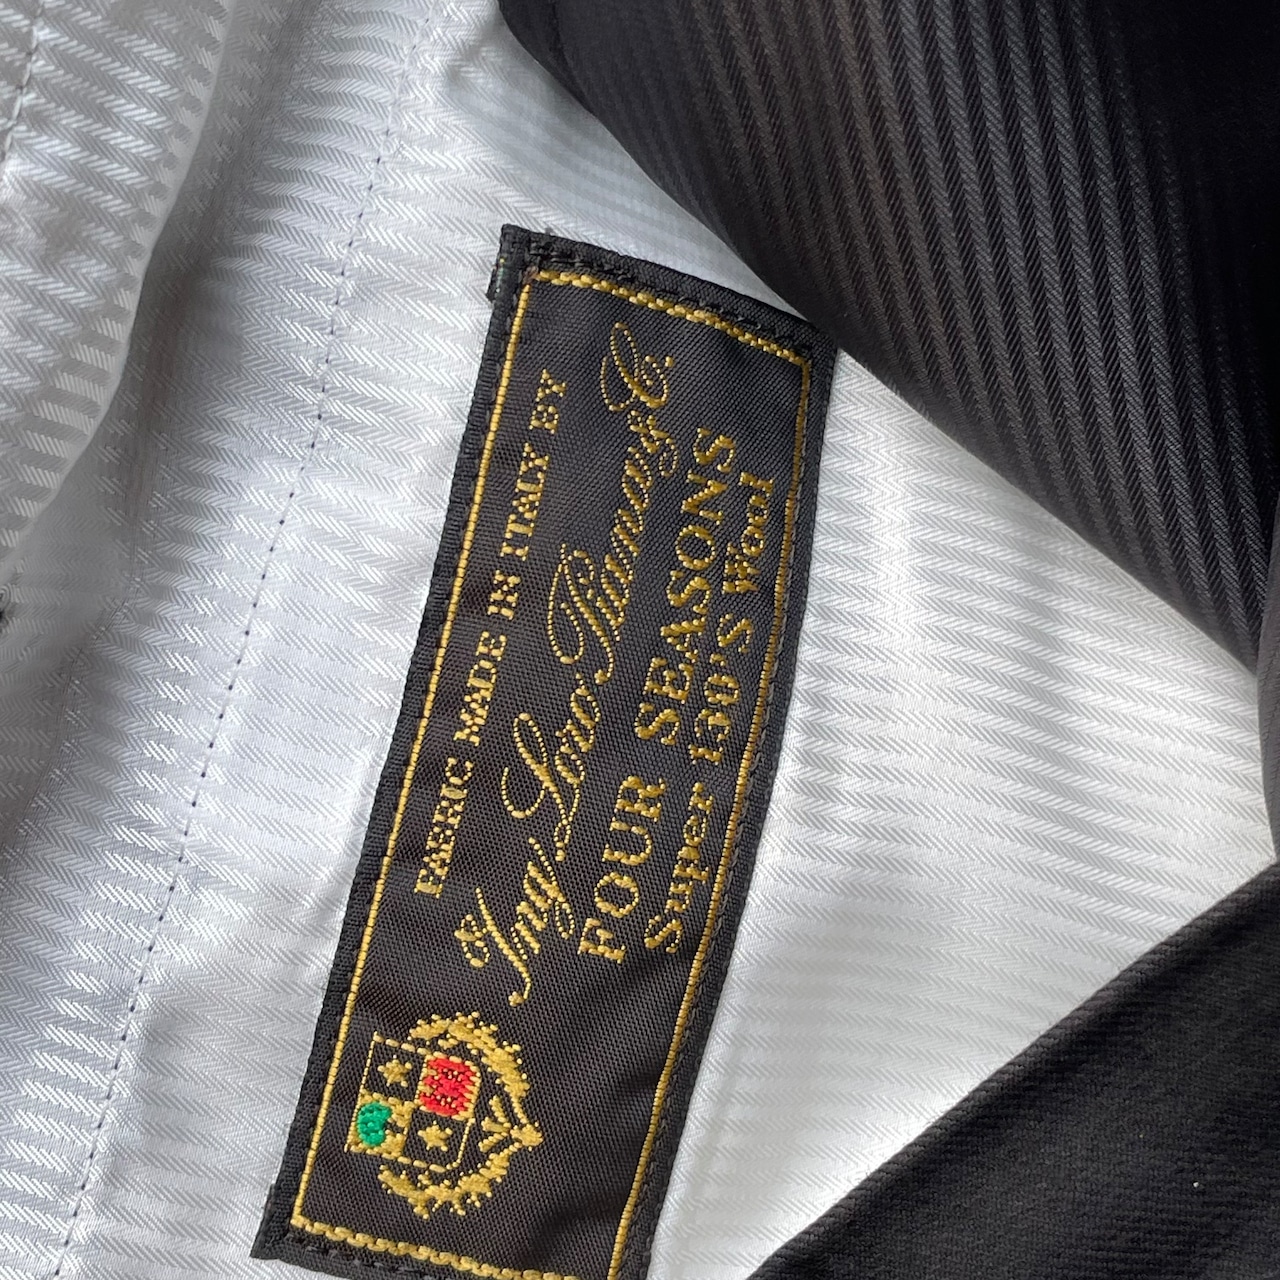 FABRIC MADE IN ITALY BY
Ing. Loro Piana & C.
FOUR SEASONS
Super 130'S Wool